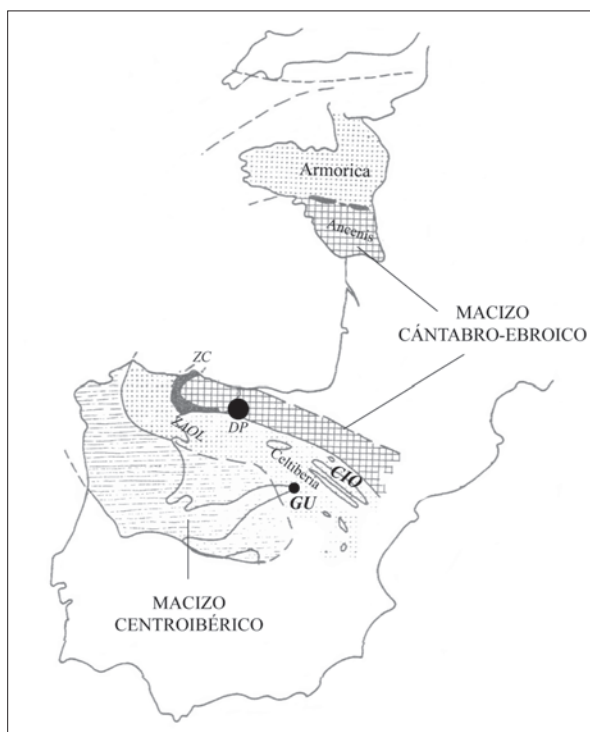 Armorica
Ancenis
MACIZO
CÁNTABRO-EBROICO
ZC
ZAOL
DP
Celtiberia
CIO
GU
MACIZO
CENTROIBÉRICO